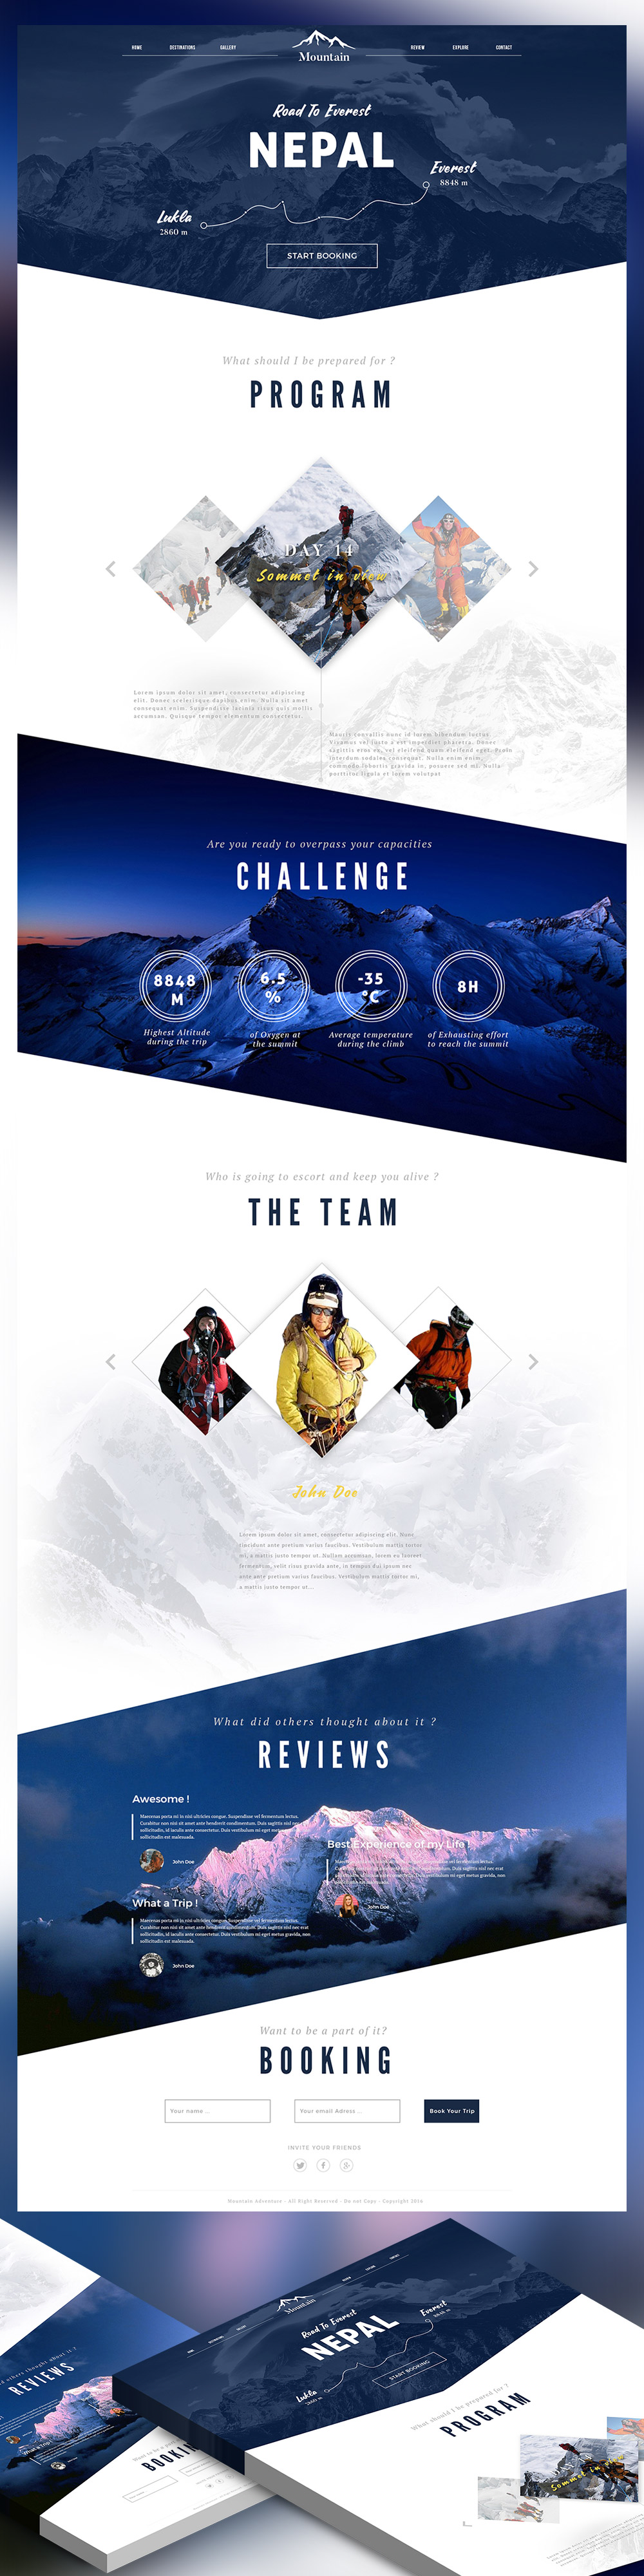 HOME DESTINATIONS GALLERY
Mountain
REVIEW EXPLORE CONTACT
Road To Everest
NEPAL
Everest
8848 m
Lukla
2860 m
START BOOKING
What should I be prepared for ?
PROGRAM
DAY 14
Sommet in view
Lorem ipsum dolor sit amet, consectetur adipiscing
elit. Donec scelerisque dapibus enim. Nulla sit amet
consequat enim. Suspendisse lacinia risus quis mollis
accumsan. Quisque tempor elementum consectetur.
Mauris convallis nunc id lorem bibendum luctus.
Vivamus vel justo a est imperdiet pharetra. Donec
sagittis eros eu, vel eleifend quam eleifend eget. Proin
interdum sodales consequat. Nulla enim enim,
commodo lobortis gravida in, posuere sed mi. Nulla
porttitor ligula et lorem volutpat
Are you ready to overpass your capacities
CHALLENGE
8848
M
6.5
%
-35
°C
8H
Highest Altitude
during the trip
of Oxygen at
the summit
Average temperature
during the climb
of Exhausting effort
to reach the summit
Who is going to escort and keep you alive ?
THE TEAM
John Doe
Lorem ipsum dolor sit amet, consectetur adipiscing elit. Nunc
tincidunt ante pretium varius faucibus. Vestibulum mattis tortor
mi, a mattis justo tempor ut. Nullam accumsan, lorem eu laoreet
fermentum, velit risus gravida ante, in tempus dui ipsum nec
ante ante pretium varius faucibus. Vestibulum mattis tortor mi,
a mattis justo tempor ut...
What did others thought about it ?
REVIEWS
Awesome !
Maecenas porta mi in nisi ultricies congue. Suspendisse vel fermentum lectus.
Curabitur non nisi sit amet ante hendrerit condimentum. Duis sagittis nisl nec erat
sollicitudin, id iaculis ante consectetur. Duis vestibulum mi eget metus gravida, non
sollicitudin est malesuada.
John Doe
Best Experience of my Life !
John Doe
What a Trip !
Maecenas porta mi in nisi ultricies congue. Suspendisse vel fermentum lectus.
Curabitur non nisi sit amet ante hendrerit condimentum. Duis sagittis nisl nec erat
sollicitudin, id iaculis ante consectetur. Duis vestibulum mi eget metus gravida, non
sollicitudin est malesuada.
John Doe
Want to be a part of it?
BOOKING
Your name ...
Your email Adress ...
Book Your Trip
INVITE YOUR FRIENDS
Mountain Adventure - All Right Reserved - Do not Copy - Copyright 2016
Mountain
Road To Everest
NEPAL
Everest
Lukla
START BOOKING
What should I be prepared for ?
PROGRAM
Sommet in view
REVIEWS
What a Trip !
BOOKIN